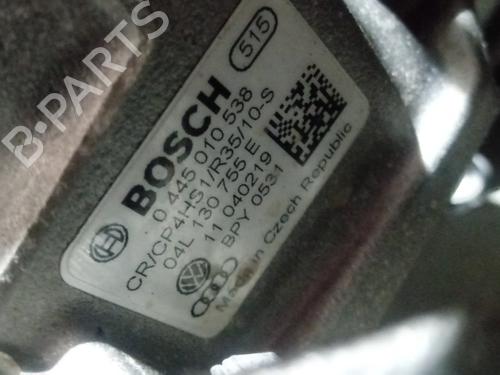 B-PARTS
BOSCH
515
0 445 010 538
CR/CP4HS1/R35/10-S
04L 130 755 E
11 040219
BPY 0531
Made in Czech Republic